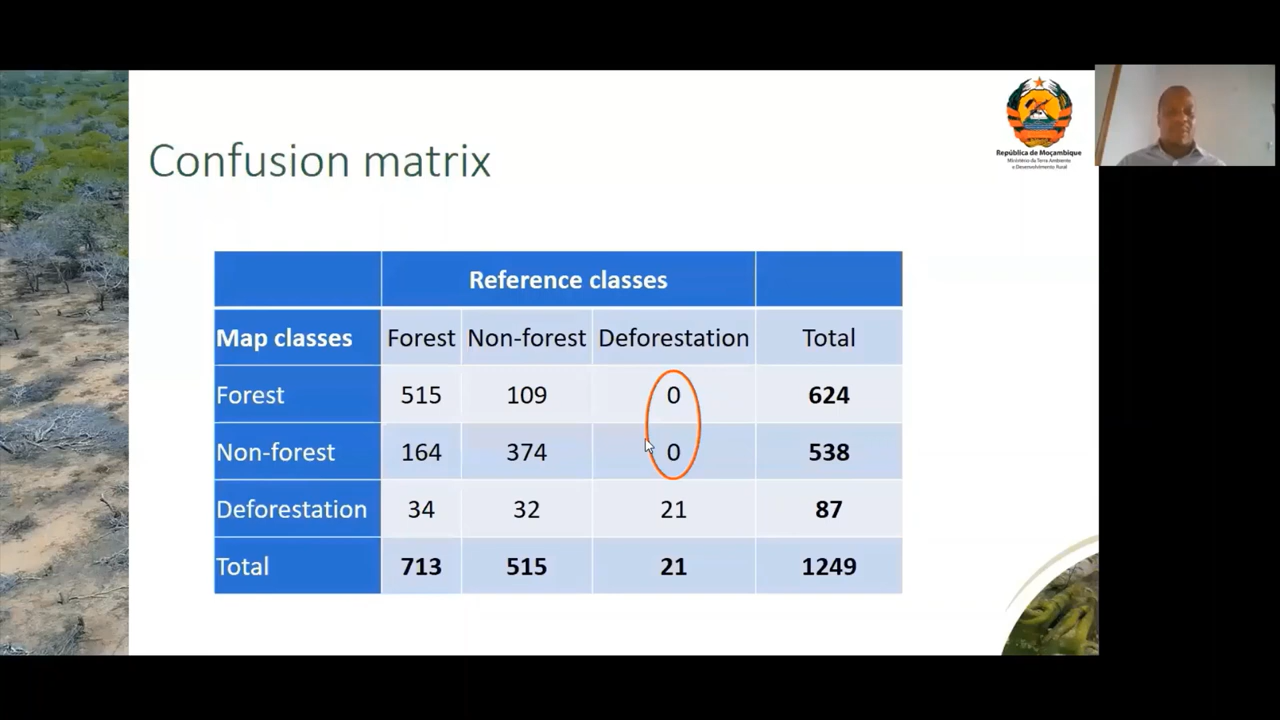 República de Moçambique
Ministério da Terra Ambiente
e Desenvolvimento Rural
Confusion matrix
Reference classes
Map classes Forest Non-forest Deforestation Total
Forest 515 109 0 624
Non-forest 164 374 0 538
Deforestation 34 32 21 87
Total 713 515 21 1249